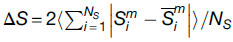 ΔS = 2⟨∑_{i=1}^{N_S} |S_i^m − S̅_i^m|⟩/N_S